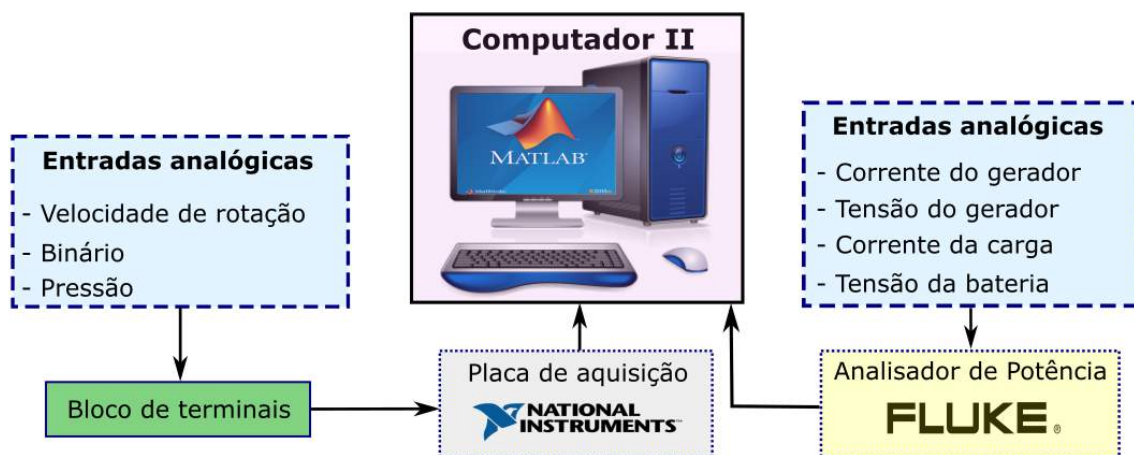 Computador II
MATLAB®
Entradas analógicas
- Velocidade de rotação
- Binário
- Pressão
Entradas analógicas
- Corrente do gerador
- Tensão do gerador
- Corrente da carga
- Tensão da bateria
Bloco de terminais
Placa de aquisição
NATIONAL
INSTRUMENTS™
Analisador de Potência
FLUKE®